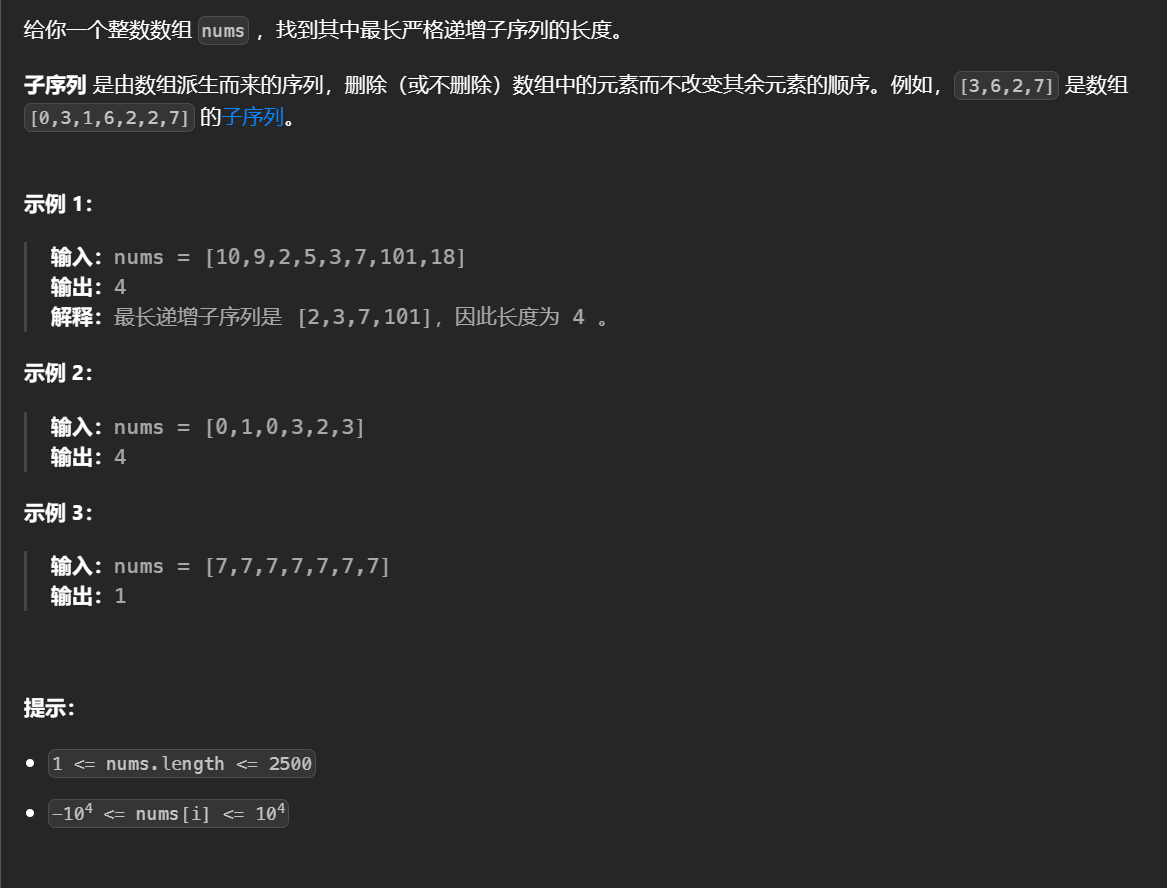 给你一个整数数组 nums ，找到其中最长严格递增子序列的长度。
子序列 是由数组派生而来的序列，删除（或不删除）数组中的元素而不改变其余元素的顺序。例如，[3,6,2,7] 是数组
[0,3,1,6,2,2,7] 的子序列。
示例 1：
输入：nums = [10,9,2,5,3,7,101,18]
输出：4
解释：最长递增子序列是 [2,3,7,101]，因此长度为 4 。
示例 2：
输入：nums = [0,1,0,3,2,3]
输出：4
示例 3：
输入：nums = [7,7,7,7,7,7,7]
输出：1
提示：
• 1 <= nums.length <= 2500
• -10⁴ <= nums[i] <= 10⁴